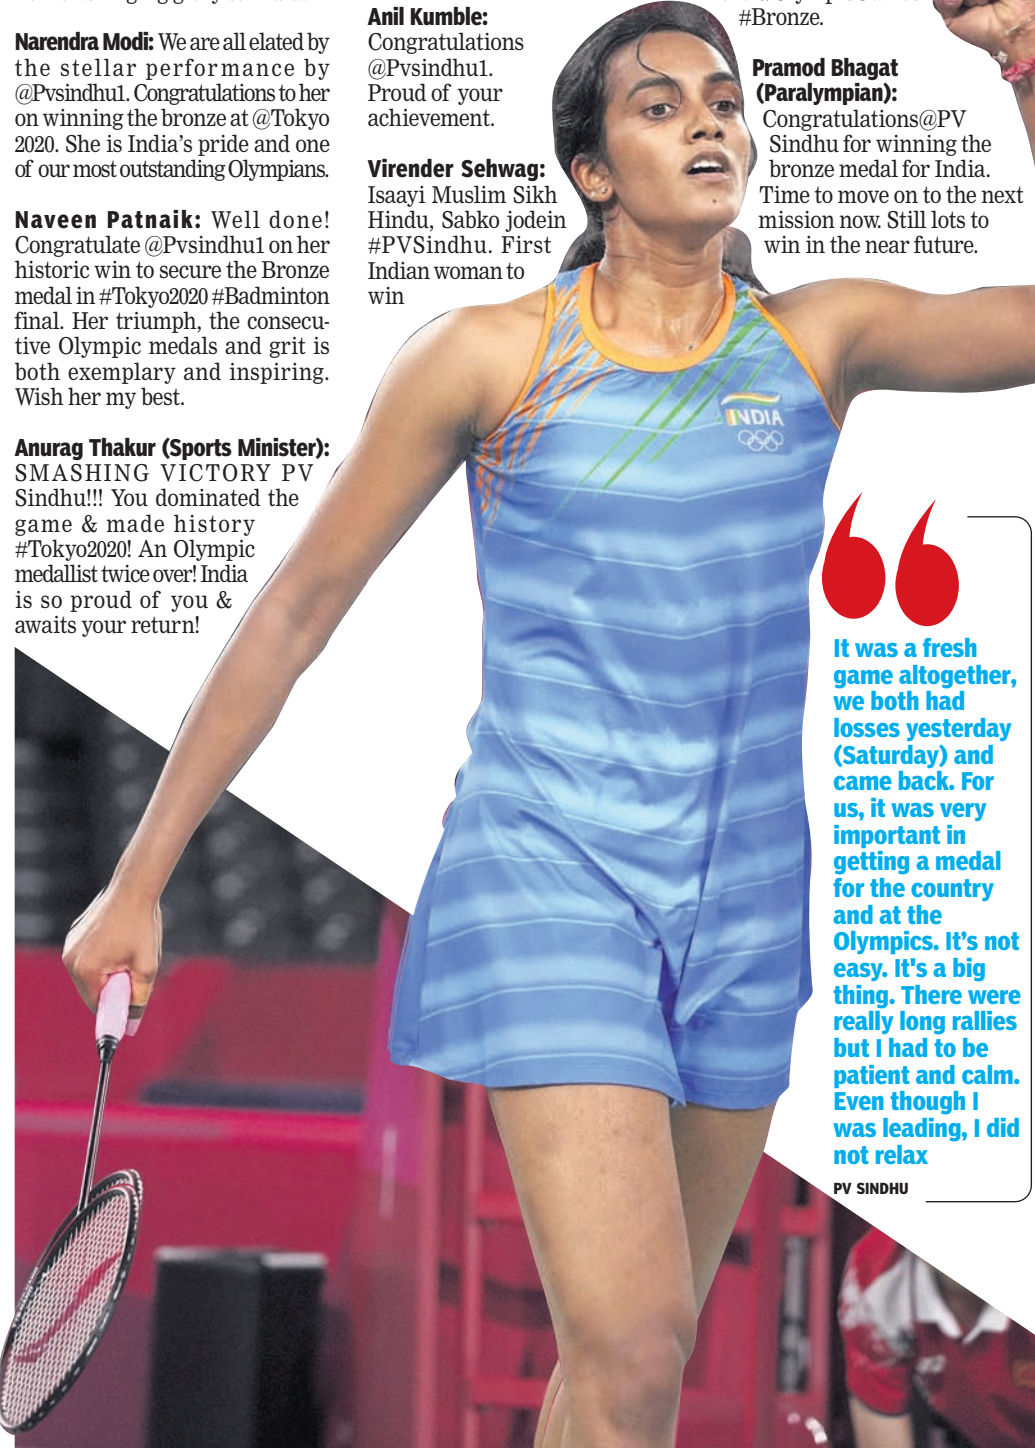 Narendra Modi: We are all elated by
the stellar performance by
@Pvsindhu1. Congratulations to her
on winning the bronze at @Tokyo
2020. She is India's pride and one
of our most outstanding Olympians.
Naveen Patnaik: Well done!
Congratulate @Pvsindhu1 on her
historic win to secure the Bronze
medal in #Tokyo2020 #Badminton
final. Her triumph, the consecu-
tive Olympic medals and grit is
both exemplary and inspiring.
Wish her my best.
Anurag Thakur (Sports Minister):
SMASHING VICTORY PV
Sindhu!!! You dominated the
game & made history
#Tokyo2020! An Olympic
medallist twice over! India
is so proud of you &
awaits your return!
Anil Kumble:
Congratulations
@Pvsindhu1.
Proud of your
achievement.
Virender Sehwag:
Isaayi Muslim Sikh
Hindu, Sabko jodein
#PVSindhu. First
Indian woman to
win
#Bronze.
Pramod Bhagat
(Paralympian):
Congratulations@PV
Sindhu for winning the
bronze medal for India.
Time to move on to the next
mission now. Still lots to
win in the near future.
INDIA
It was a fresh
game altogether,
we both had
losses yesterday
(Saturday) and
came back. For
us, it was very
important in
getting a medal
for the country
and at the
Olympics. It's not
easy. It's a big
thing. There were
really long rallies
but I had to be
patient and calm.
Even though I
was leading, I did
not relax
PV SINDHU